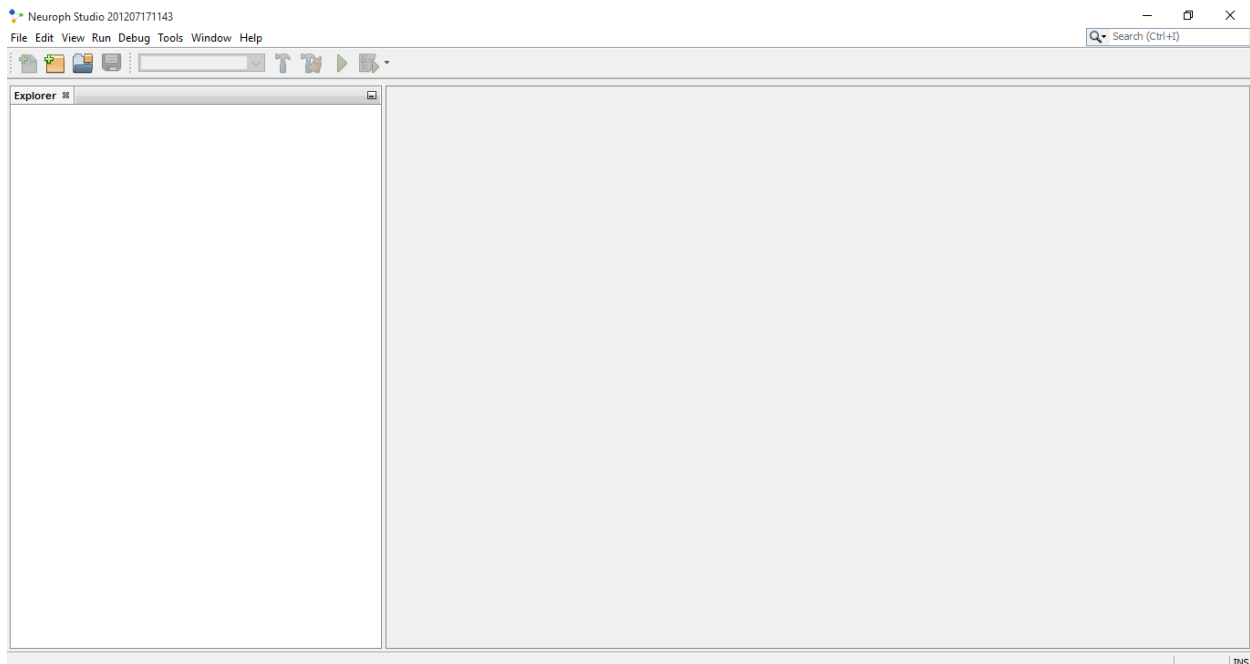 Neuroph Studio 201207171143
File Edit View Run Debug Tools Window Help
Search (Ctrl+I)
Explorer
INS